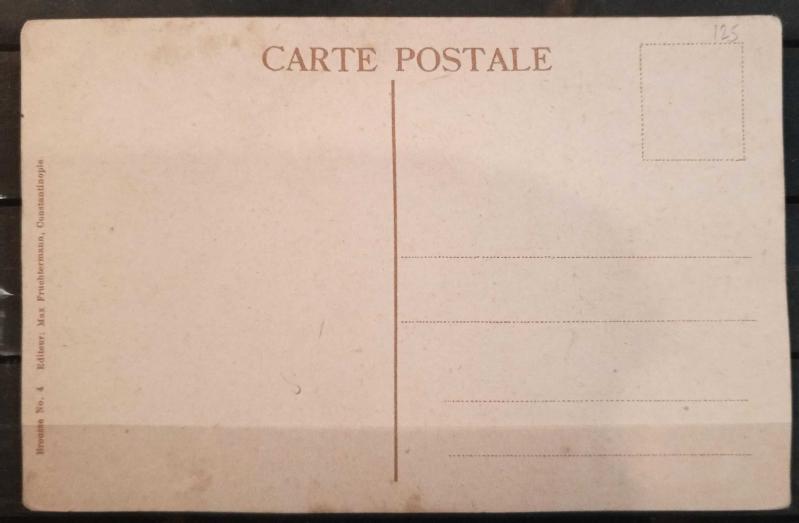 125
CARTE POSTALE
Brousse No. 4 Editeur: Max Fruchtermann, Constantinople